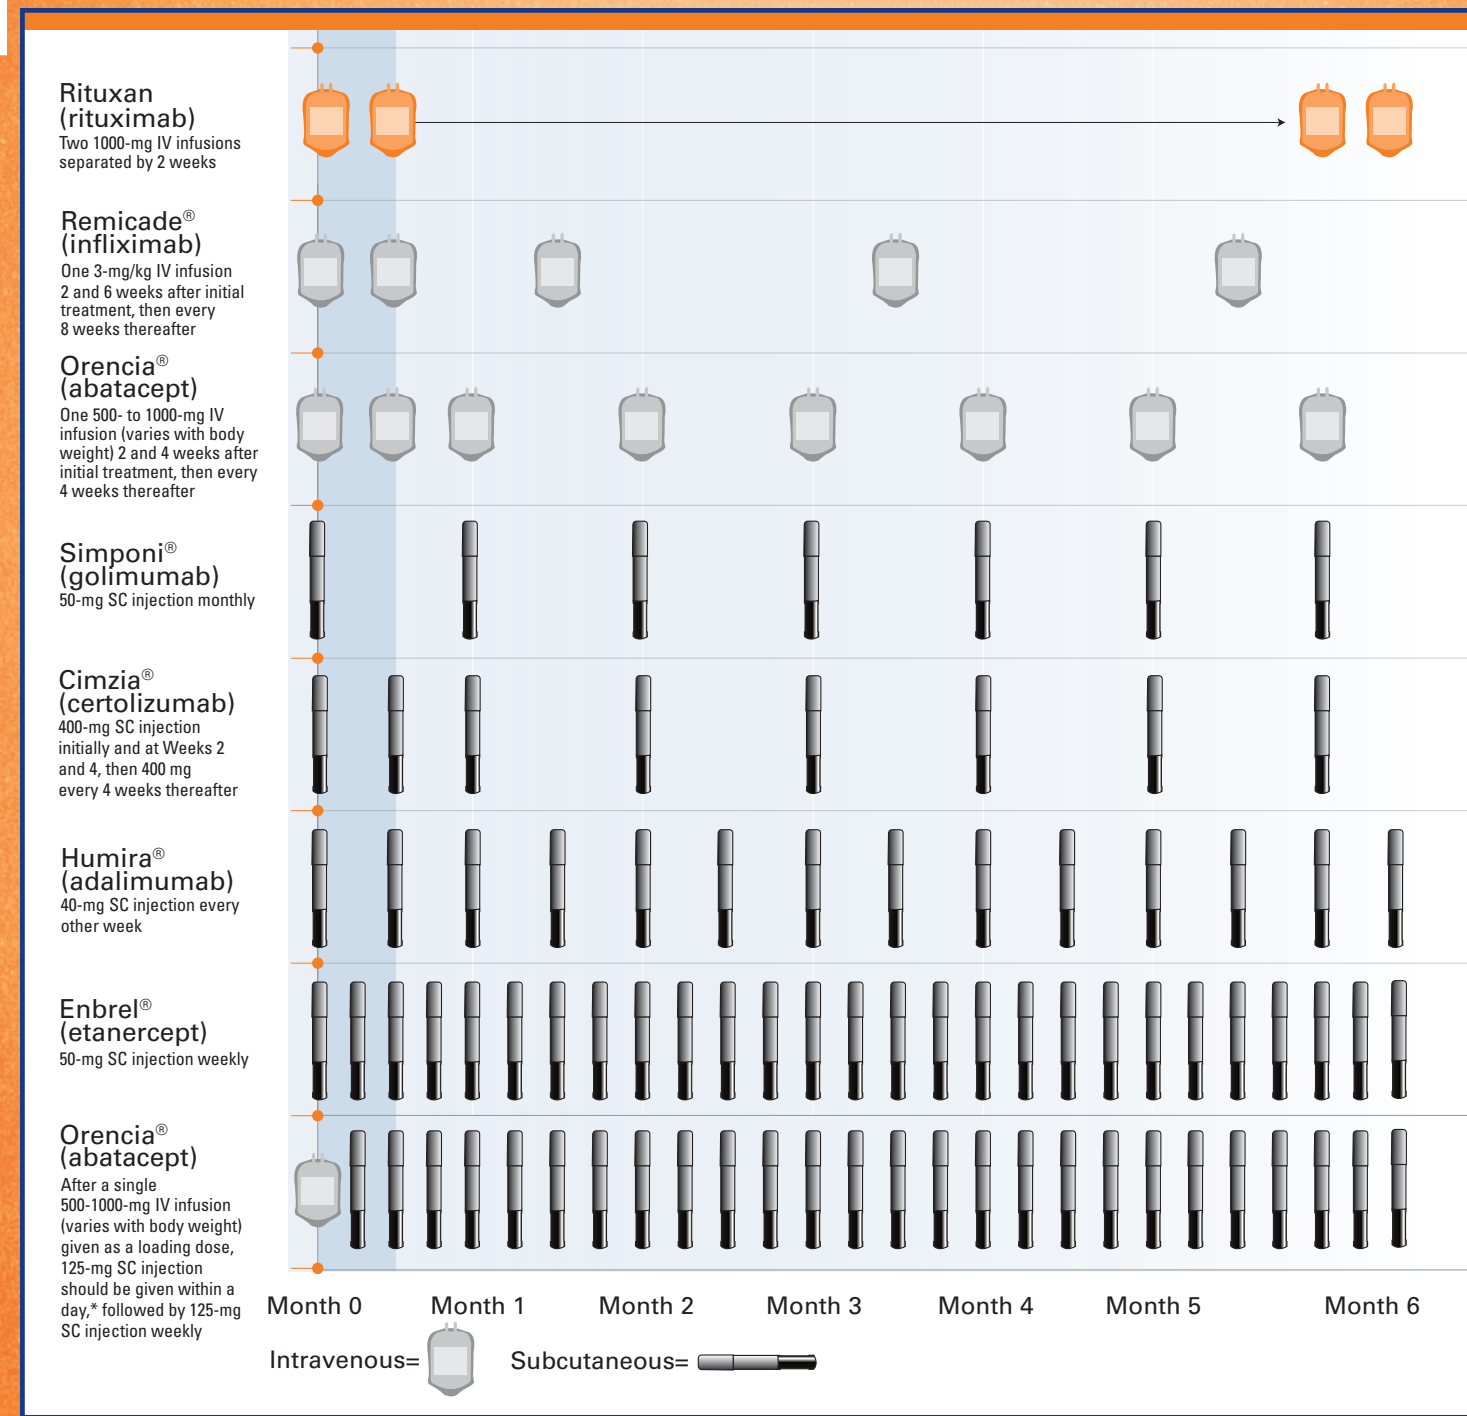 Rituxan
(rituximab)
Two 1000-mg IV infusions
separated by 2 weeks
Remicade®
(infliximab)
One 3-mg/kg IV infusion
2 and 6 weeks after initial
treatment, then every
8 weeks thereafter
Orencia®
(abatacept)
One 500- to 1000-mg IV
infusion (varies with body
weight) 2 and 4 weeks after
initial treatment, then every
4 weeks thereafter
Simponi®
(golimumab)
50-mg SC injection monthly
Cimzia®
(certolizumab)
400-mg SC injection
initially and at Weeks 2
and 4, then 400 mg
every 4 weeks thereafter
Humira®
(adalimumab)
40-mg SC injection every
other week
Enbrel®
(etanercept)
50-mg SC injection weekly
Orencia®
(abatacept)
After a single
500-1000-mg IV infusion
(varies with body weight)
given as a loading dose,
125-mg SC injection
should be given within a
day,* followed by 125-mg
SC injection weekly
Month 0 Month 1 Month 2 Month 3 Month 4 Month 5 Month 6
Intravenous= Subcutaneous=